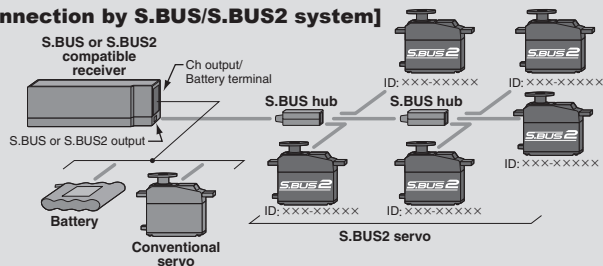 nnection by S.BUS/S.BUS2 system]
S.BUS or S.BUS2
compatible
receiver
Ch output/
Battery terminal
S.BUS or S.BUS2 output
S.BUS hub
S.BUS hub
S.BUS2
S.BUS2
ID: ×××-×××××
ID: ×××-×××××
S.BUS2
ID: ×××-×××××
S.BUS2
S.BUS2
ID: ×××-×××××
ID: ×××-×××××
Battery
Conventional
servo
S.BUS2 servo